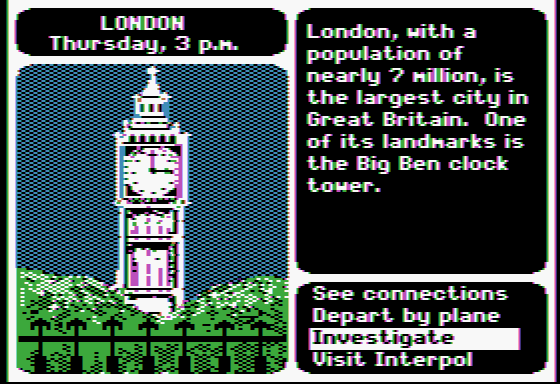 LONDON
Thursday, 3 p.m.
London, with a
population of
nearly 7 million, is
the largest city in
Great Britain. One
of its landmarks is
the Big Ben clock
tower.
See connections
Depart by plane
Investigate
Visit Interpol